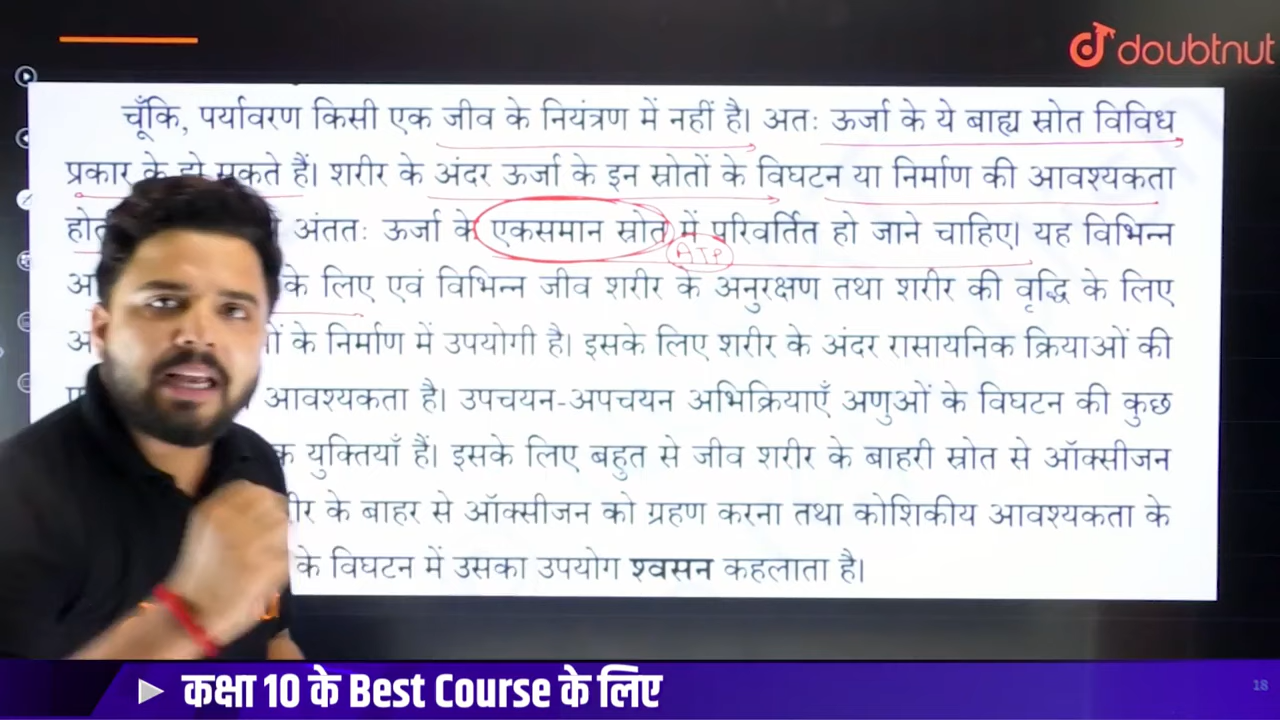 doubtnut
चूँकि, पर्यावरण किसी एक जीव के नियंत्रण में नहीं है। अतः ऊर्जा के ये बाह्य स्रोत विविध
प्रकार के हो सकते हैं। शरीर के अंदर ऊर्जा के इन स्रोतों के विघटन या निर्माण की आवश्यकता
अंततः ऊर्जा के एकसमान स्रोत में परिवर्तित हो जाने चाहिए। यह विभिन्न
ATP
के लिए एवं विभिन्न जीव शरीर के अनुरक्षण तथा शरीर की वृद्धि के लिए
के निर्माण में उपयोगी है। इसके लिए शरीर के अंदर रासायनिक क्रियाओं की
आवश्यकता है। उपचयन-अपचयन अभिक्रियाएँ अणुओं के विघटन की कुछ
युक्तियाँ हैं। इसके लिए बहुत से जीव शरीर के बाहरी स्रोत से ऑक्सीजन
के बाहर से ऑक्सीजन को ग्रहण करना तथा कोशिकीय आवश्यकता के
के विघटन में उसका उपयोग श्वसन कहलाता है।
कक्षा 10 के Best Course के लिए
18